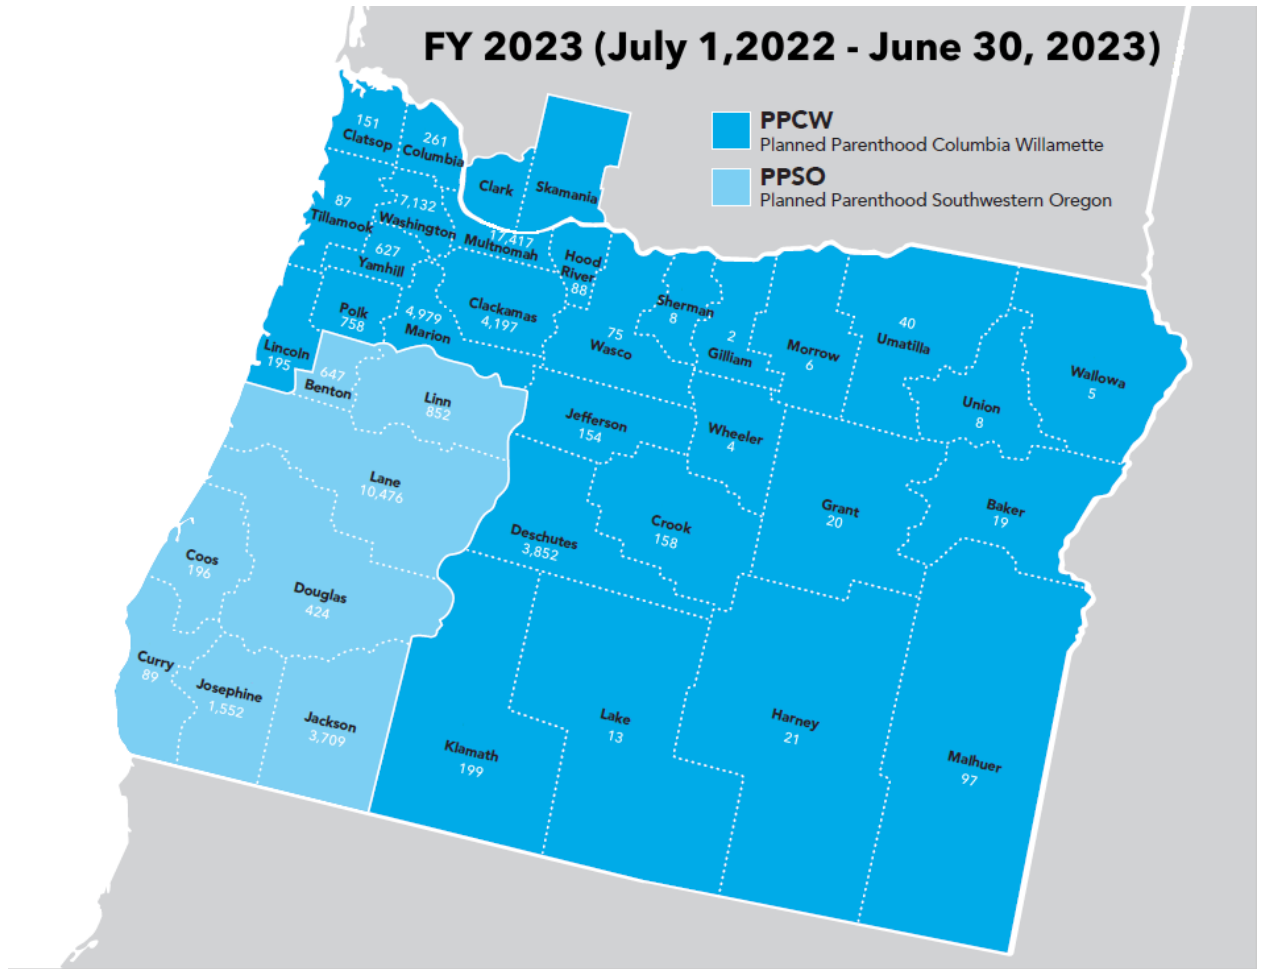 FY 2023 (July 1,2022 - June 30, 2023)
PPCW
Planned Parenthood Columbia Willamette
PPSO
Planned Parenthood Southwestern Oregon
151
Clatsop
261
Columbia
Clark
Skamania
87
Tillamook
7,132
Washington
17,417
Multnomah
627
Yamhill
Hood
River
88
Polk
758
4,979
Marion
Clackamas
4,197
Sherman
8
75
Wasco
2
Gilliam
Morrow
6
40
Umatilla
Wallowa
5
Union
8
Lincoln
195
647
Benton
Linn
852
Jefferson
154
Wheeler
4
Lane
10,476
Deschutes
3,852
Crook
158
Grant
20
Baker
19
Coos
196
Douglas
424
Curry
89
Josephine
1,552
Jackson
3,709
Klamath
199
Lake
13
Harney
21
Malhuer
97